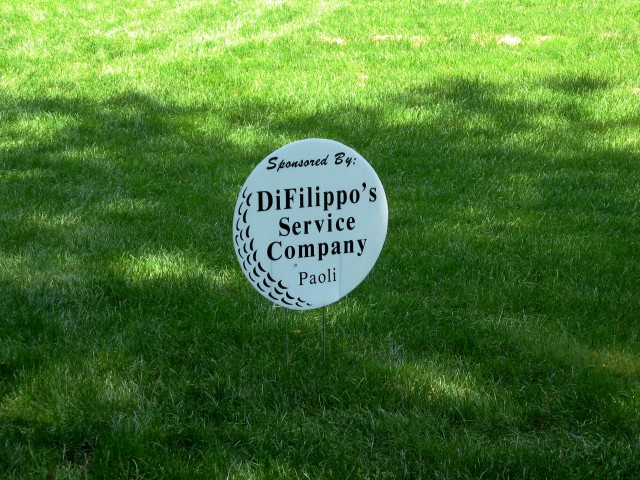 Sponsored By:
DiFilippo's
Service
Company
Paoli